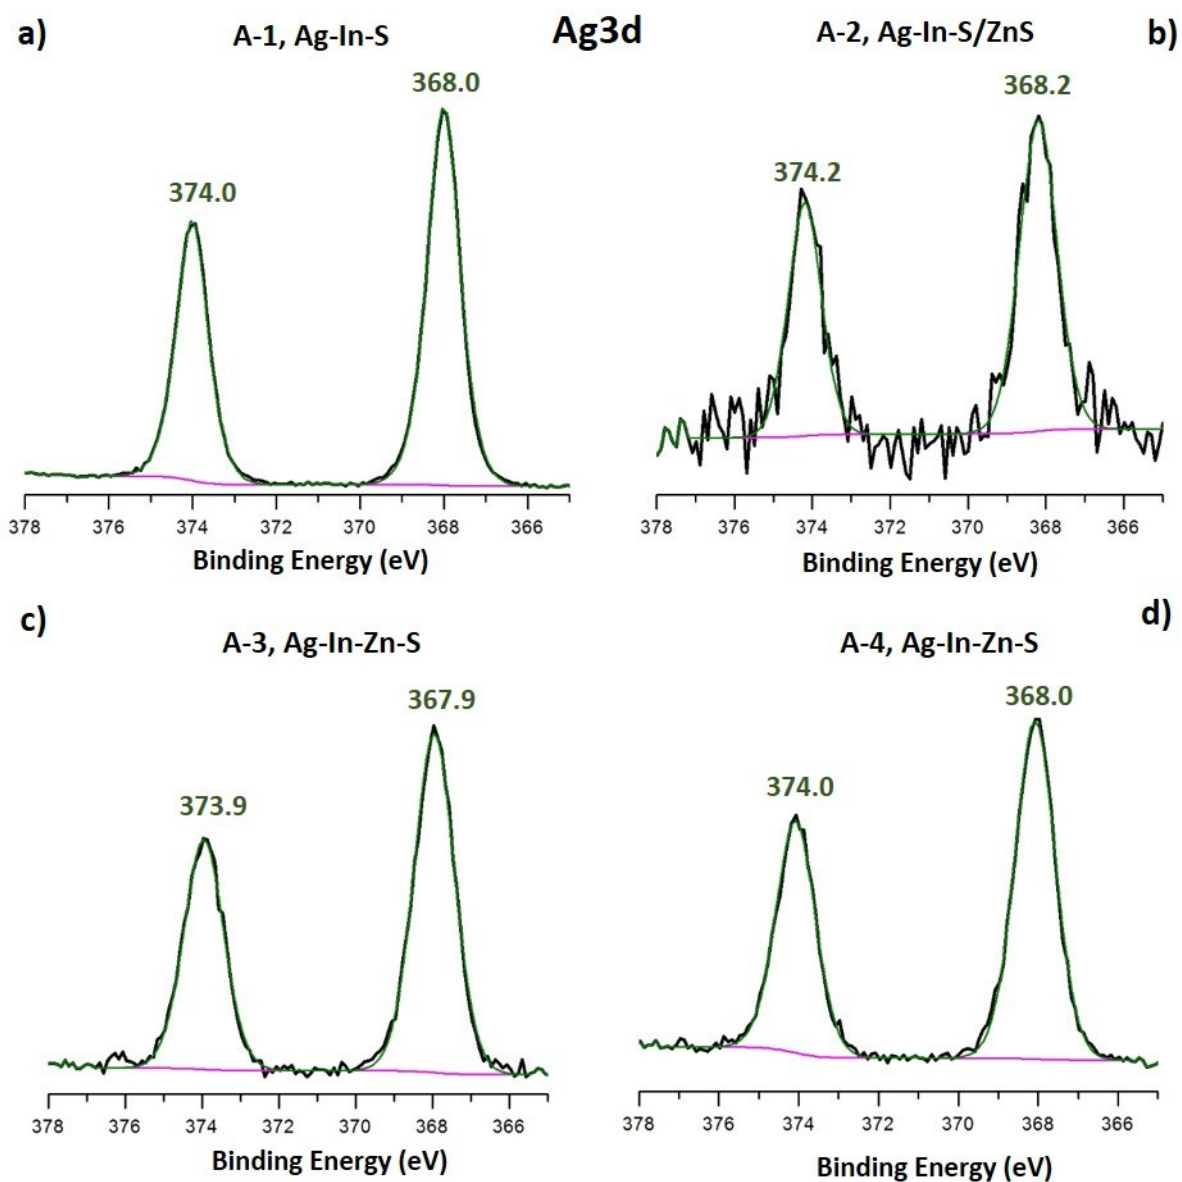 a)
A-1, Ag-In-S
Ag3d
A-2, Ag-In-S/ZnS
b)
368.0
374.0
368.2
374.2
378 376 374 372 370 368 366
Binding Energy (eV)
378 376 374 372 370 368 366
Binding Energy (eV)
c)
A-3, Ag-In-Zn-S
d)
A-4, Ag-In-Zn-S
367.9
373.9
368.0
374.0
378 376 374 372 370 368 366
Binding Energy (eV)
378 376 374 372 370 368 366
Binding Energy (eV)